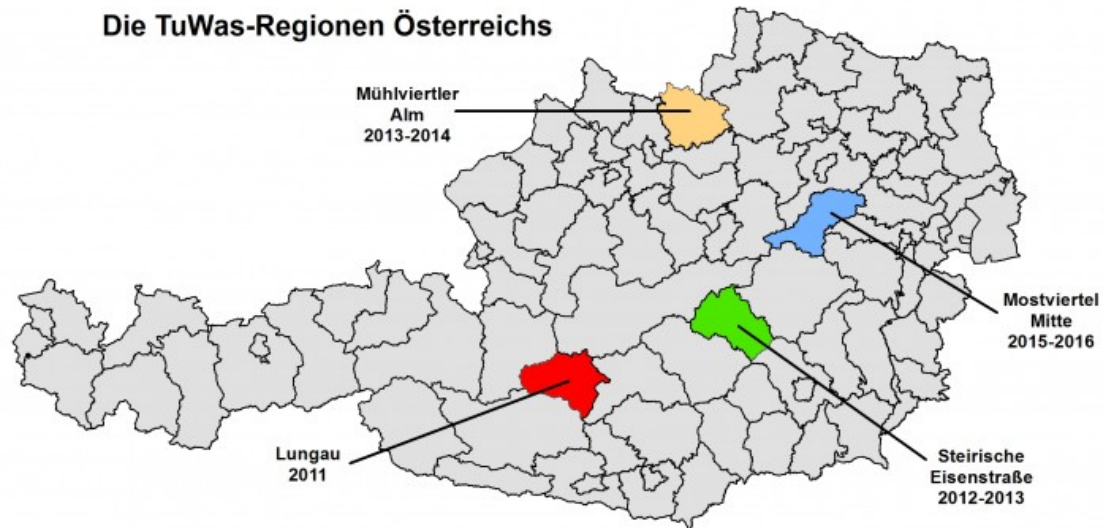 Die TuWas-Regionen Österreichs
Mühlviertler
Alm
2013-2014
Mostviertel
Mitte
2015-2016
Lungau
2011
Steirische
Eisenstraße
2012-2013